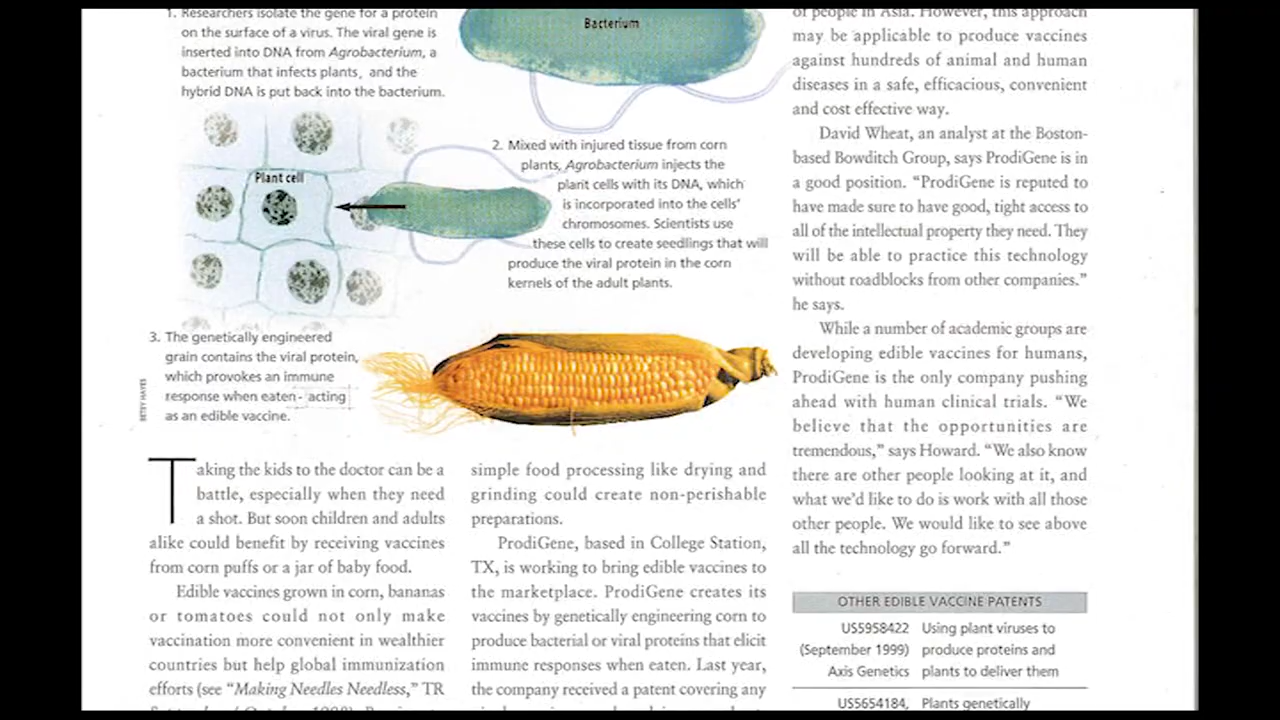 1. Researchers isolate the gene for a protein
on the surface of a virus. The viral gene is
inserted into DNA from Agrobacterium, a
bacterium that infects plants, and the
hybrid DNA is put back into the bacterium.
Bacterium
2. Mixed with injured tissue from corn
plants, Agrobacterium injects the
plant cells with its DNA, which
is incorporated into the cells'
chromosomes. Scientists use
these cells to create seedlings that will
produce the viral protein in the corn
kernels of the adult plants.
Plant cell
3. The genetically engineered
grain contains the viral protein,
which provokes an immune
response when eaten- acting
as an edible vaccine.
BETSY HAYES
Taking the kids to the doctor can be a
battle, especially when they need
a shot. But soon children and adults
alike could benefit by receiving vaccines
from corn puffs or a jar of baby food.
Edible vaccines grown in corn, bananas
or tomatoes could not only make
vaccination more convenient in wealthier
countries but help global immunization
efforts (see "Making Needles Needless," TR
simple food processing like drying and
grinding could create non-perishable
preparations.
ProdiGene, based in College Station,
TX, is working to bring edible vaccines to
the marketplace. ProdiGene creates its
vaccines by genetically engineering corn to
produce bacterial or viral proteins that elicit
immune responses when eaten. Last year,
the company received a patent covering any
of people in Asia. However, this approach
may be applicable to produce vaccines
against hundreds of animal and human
diseases in a safe, efficacious, convenient
and cost effective way.
David Wheat, an analyst at the Boston-
based Bowditch Group, says ProdiGene is in
a good position. "ProdiGene is reputed to
have made sure to have good, tight access to
all of the intellectual property they need. They
will be able to practice this technology
without roadblocks from other companies."
he says.
While a number of academic groups are
developing edible vaccines for humans,
ProdiGene is the only company pushing
ahead with human clinical trials. "We
believe that the opportunities are
tremendous," says Howard. "We also know
there are other people looking at it, and
what we'd like to do is work with all those
other people. We would like to see above
all the technology go forward."
OTHER EDIBLE VACCINE PATENTS
US5958422 Using plant viruses to
(September 1999) produce proteins and
Axis Genetics plants to deliver them
US5654184, Plants genetically